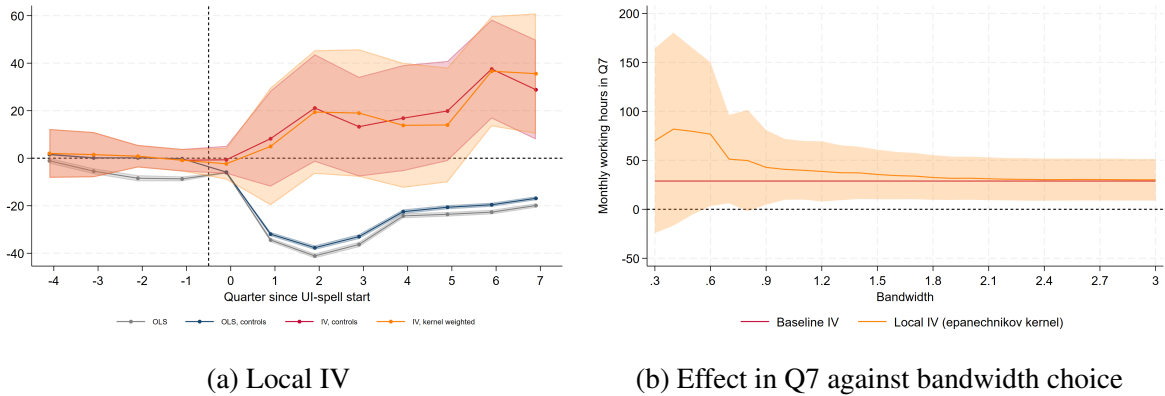 60
40
20
0
-20
-40
-4 -3 -2 -1 0 1 2 3 4 5 6 7
Quarter since UI-spell start
OLS OLS, controls IV, controls IV, kernel weighted
(a) Local IV
Monthly working hours in Q7
200
150
100
50
0
-50
.3 .6 .9 1.2 1.5 1.8 2.1 2.4 2.7 3
Bandwidth
Baseline IV Local IV (epanechnikov kernel)
(b) Effect in Q7 against bandwidth choice